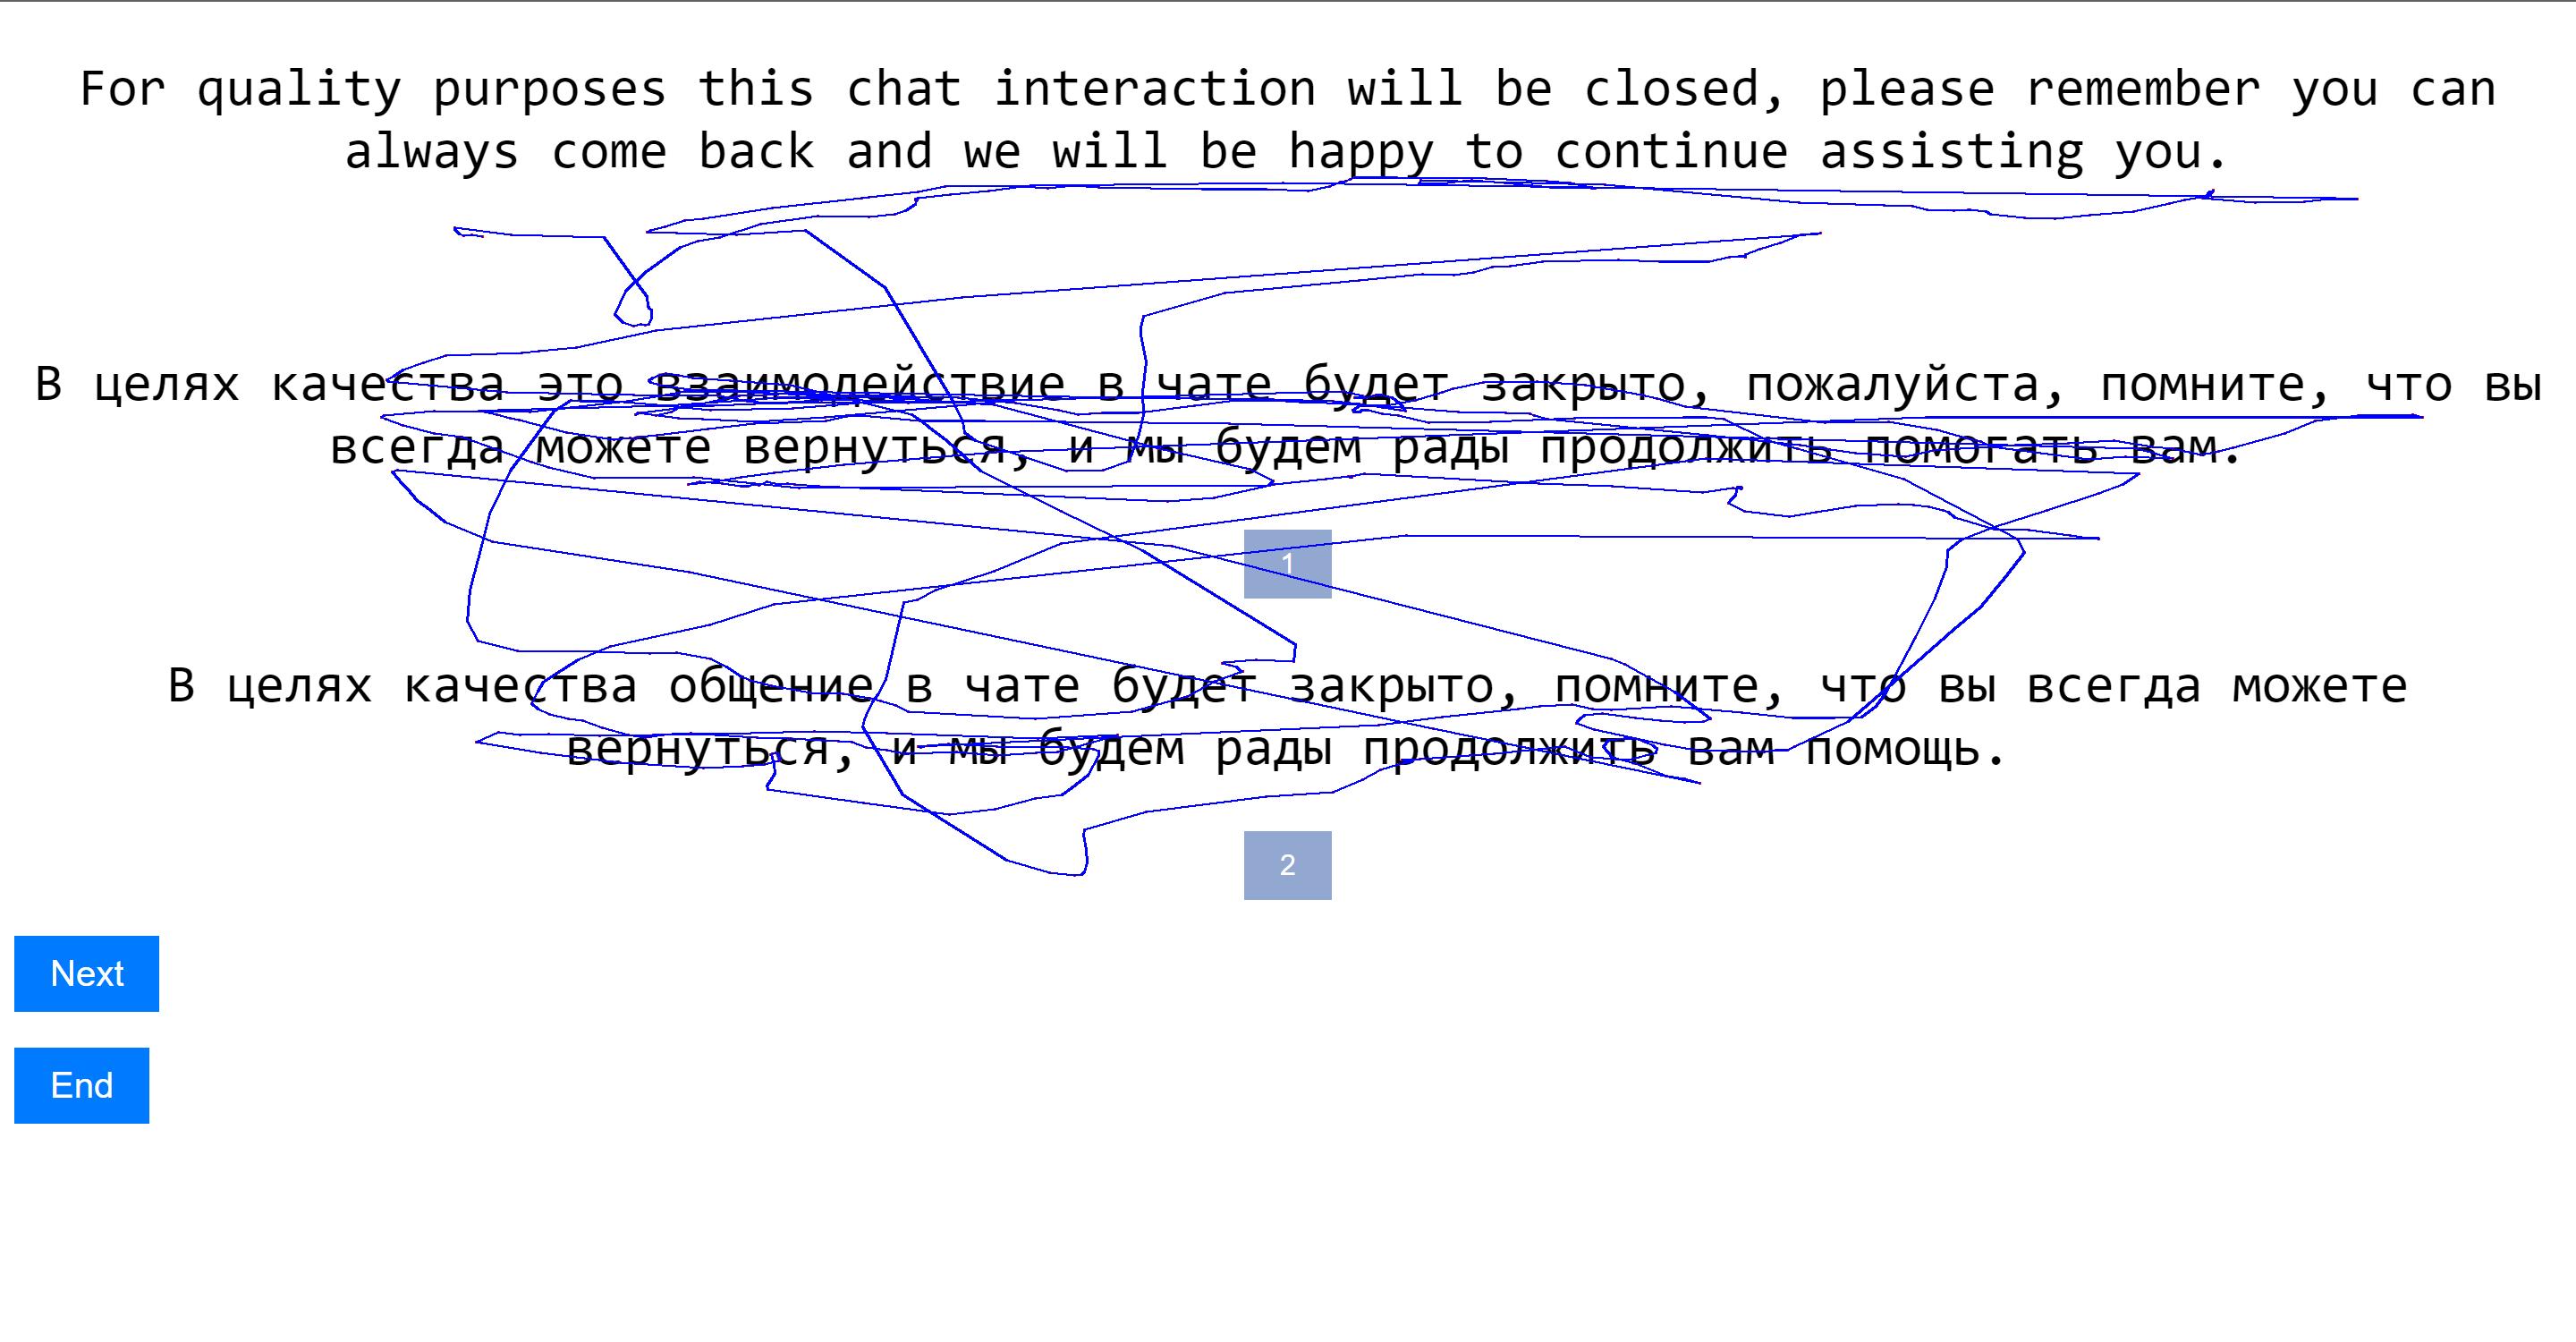 For quality purposes this chat interaction will be closed, please remember you can
always come back and we will be happy to continue assisting you.
В целях качества это взаимодействие в чате будет закрыто, пожалуйста, помните, что вы
всегда можете вернуться, и мы будем рады продолжить помогать вам.
1
В целях качества общение в чате будет закрыто, помните, что вы всегда можете
вернуться, и мы будем рады продолжить вам помощь.
2
Next
End